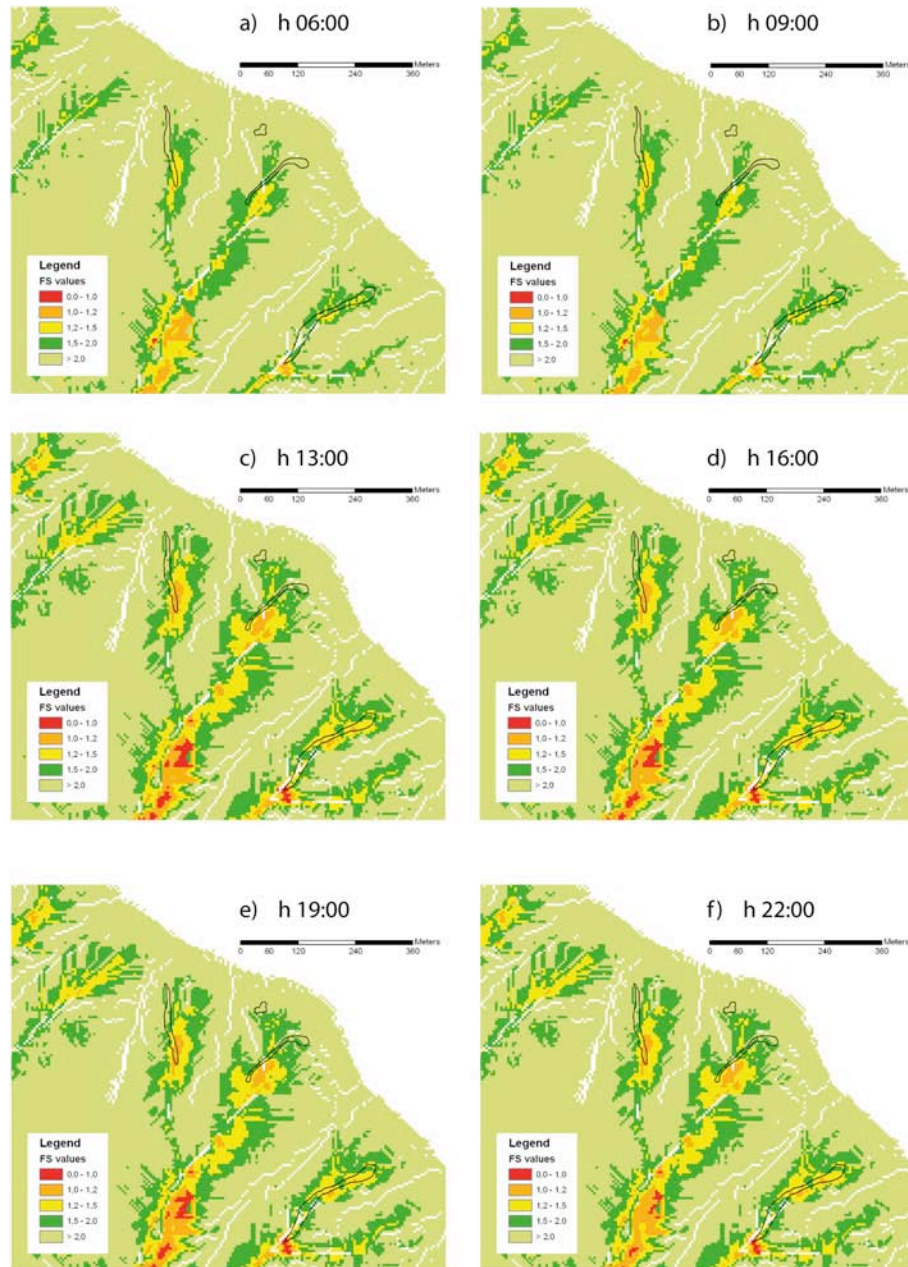 a) h 06:00
Meters
0 60 120 240 360
Legend
FS values
0,0 - 1,0
1,0 - 1,2
1,2 - 1,5
1,5 - 2,0
> 2,0
b) h 09:00
Meters
0 60 120 240 360
Legend
FS values
0,0 - 1,0
1,0 - 1,2
1,2 - 1,5
1,5 - 2,0
> 2,0
c) h 13:00
Meters
0 60 120 240 360
Legend
FS values
0,0 - 1,0
1,0 - 1,2
1,2 - 1,5
1,5 - 2,0
> 2,0
d) h 16:00
Meters
0 60 120 240 360
Legend
FS values
0,0 - 1,0
1,0 - 1,2
1,2 - 1,5
1,5 - 2,0
> 2,0
e) h 19:00
Meters
0 60 120 240 360
Legend
FS values
0,0 - 1,0
1,0 - 1,2
1,2 - 1,5
1,5 - 2,0
> 2,0
f) h 22:00
Meters
0 60 120 240 360
Legend
FS values
0,0 - 1,0
1,0 - 1,2
1,2 - 1,5
1,5 - 2,0
> 2,0